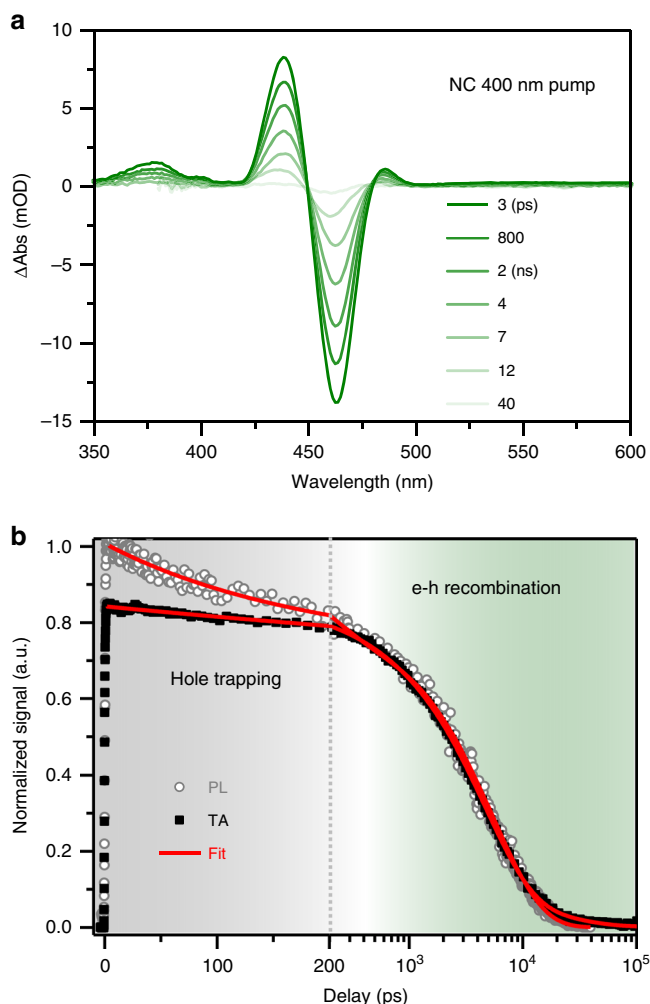 a
10
5
0
−5
−10
−15
ΔAbs (mOD)
NC 400 nm pump
3 (ps)
800
2 (ns)
4
7
12
40
350 400 450 500 550 600
Wavelength (nm)
b
1.0
0.8
0.6
0.4
0.2
0.0
Normalized signal (a.u.)
e-h recombination
Hole trapping
PL
TA
Fit
0 100 200 10³ 10⁴ 10⁵
Delay (ps)